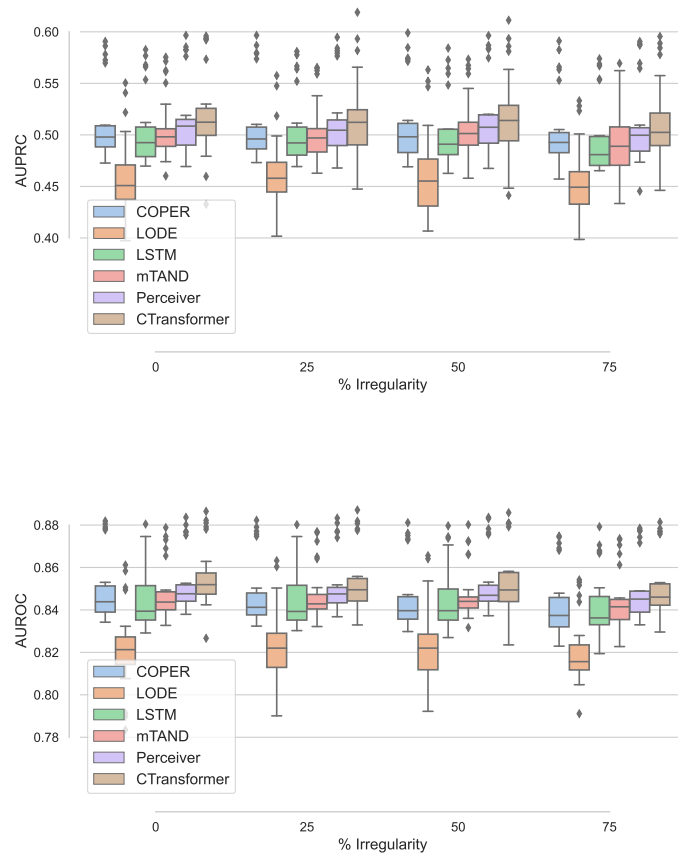 0.60
0.55
0.50
0.45
0.40
AUPRC
COPER
LODE
LSTM
mTAND
Perceiver
CTransformer
0 25 50 75
% Irregularity
0.88
0.86
0.84
0.82
0.80
0.78
AUROC
COPER
LODE
LSTM
mTAND
Perceiver
CTransformer
0 25 50 75
% Irregularity